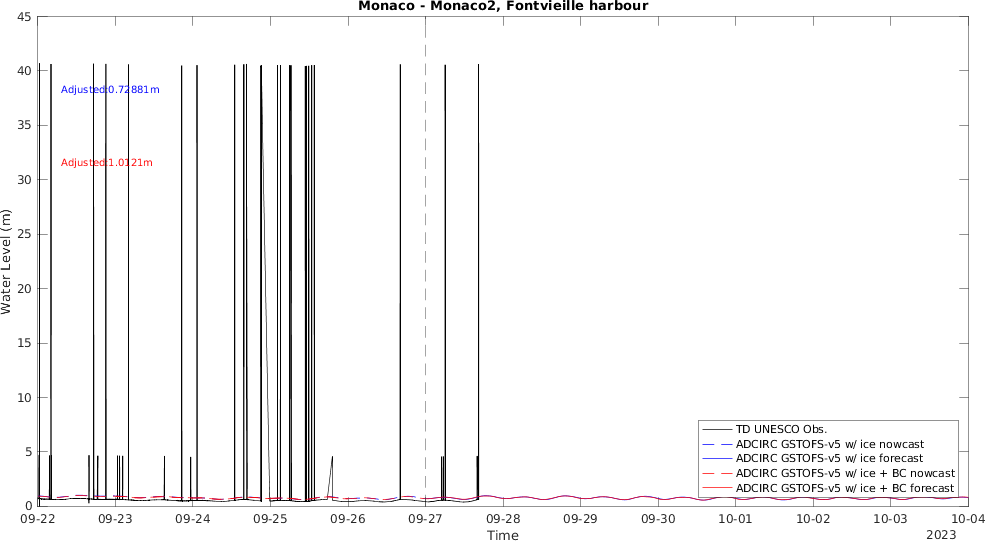 Monaco - Monaco2, Fontvieille harbour
45
40
35
30
25
20
15
10
5
0
Water Level (m)
Adjusted:0.72881m
Adjusted:1.0121m
TD UNESCO Obs.
ADCIRC GSTOFS-v5 w/ ice nowcast
ADCIRC GSTOFS-v5 w/ ice forecast
ADCIRC GSTOFS-v5 w/ ice + BC nowcast
ADCIRC GSTOFS-v5 w/ ice + BC forecast
09-22 09-23 09-24 09-25 09-26 09-27 09-28 09-29 09-30 10-01 10-02 10-03 10-04
Time
2023